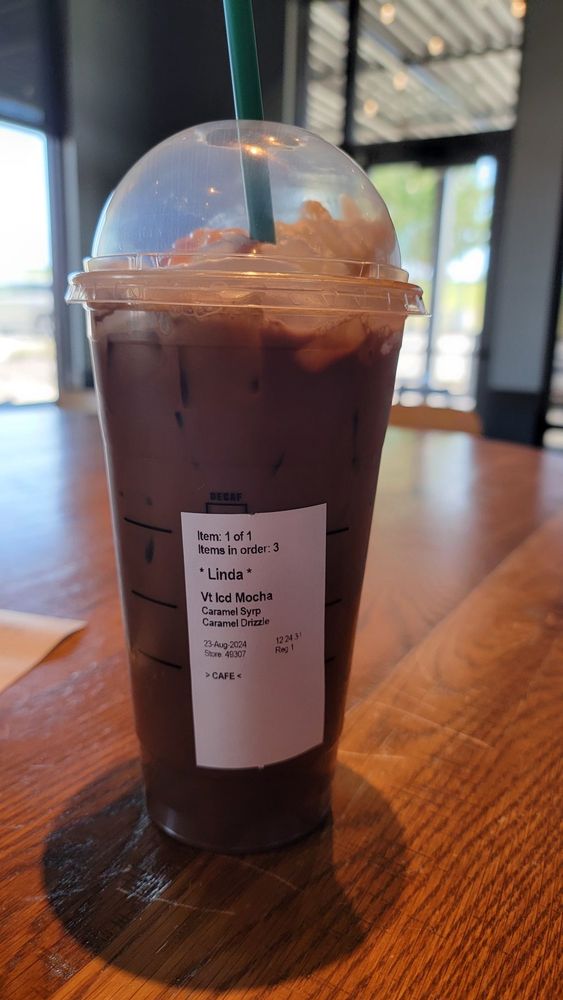 DECAF
Item: 1 of 1
Items in order: 3
* Linda *
Vt Icd Mocha
Caramel Syrp
Caramel Drizzle
23-Aug-2024 12:24:31
Store 49307 Reg 1
> CAFE <